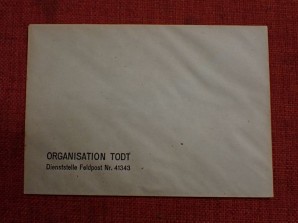 ORGANISATION TODT
Dienststelle Feldpost Nr. 41343